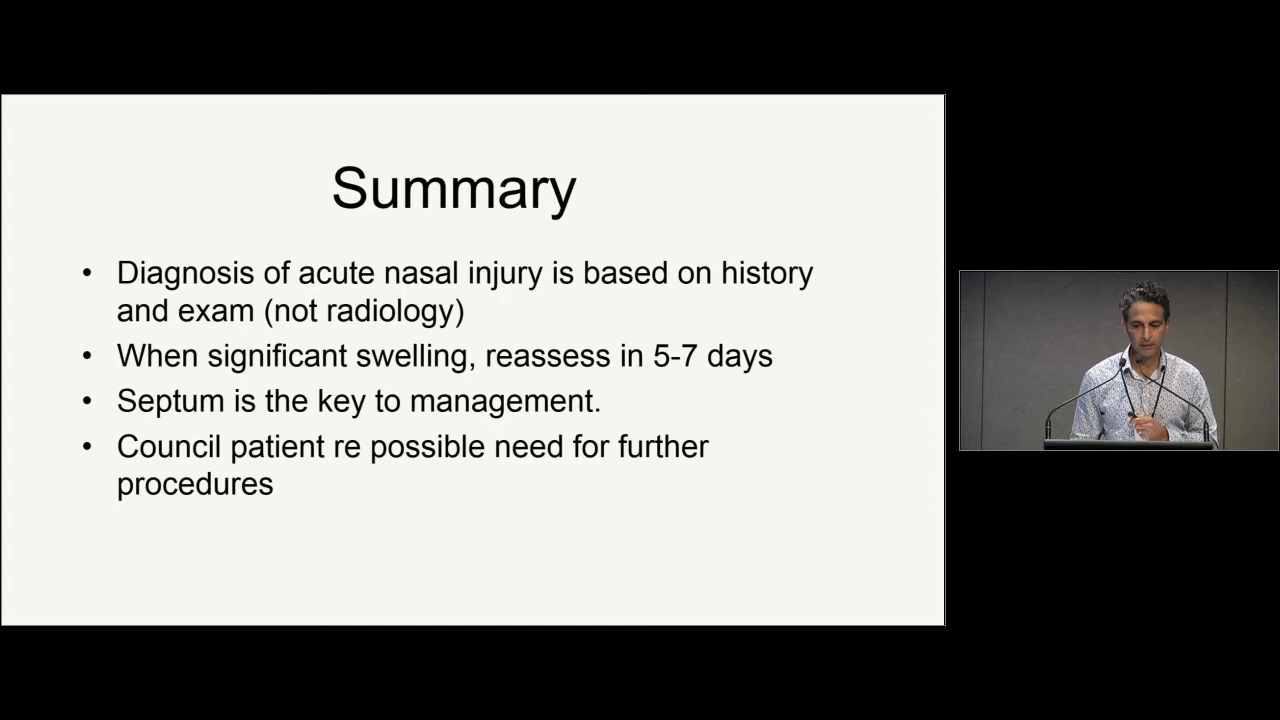 Summary
• Diagnosis of acute nasal injury is based on history
and exam (not radiology)
• When significant swelling, reassess in 5-7 days
• Septum is the key to management.
• Council patient re possible need for further
procedures